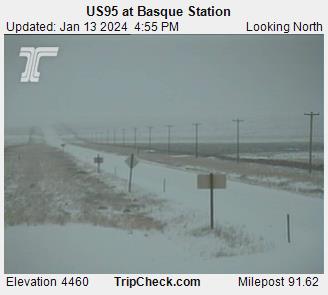 US95 at Basque Station
Updated: Jan 13 2024 4:55 PM Looking North
Elevation 4460 TripCheck.com Milepost 91.62